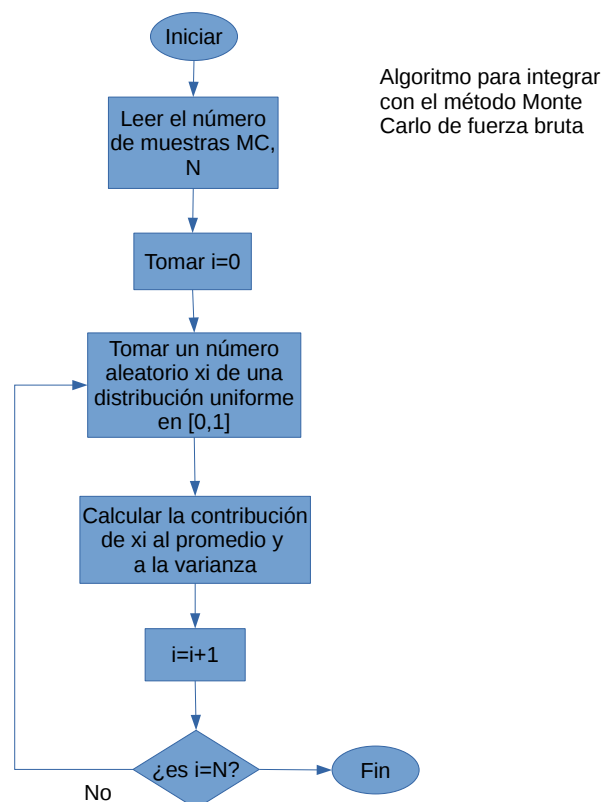 Iniciar
Algoritmo para integrar
con el método Monte
Carlo de fuerza bruta
Leer el número
de muestras MC,
N
Tomar i=0
Tomar un número
aleatorio xi de una
distribución uniforme
en [0,1]
Calcular la contribución
de xi al promedio y
a la varianza
i=i+1
¿es i=N?
Fin
No